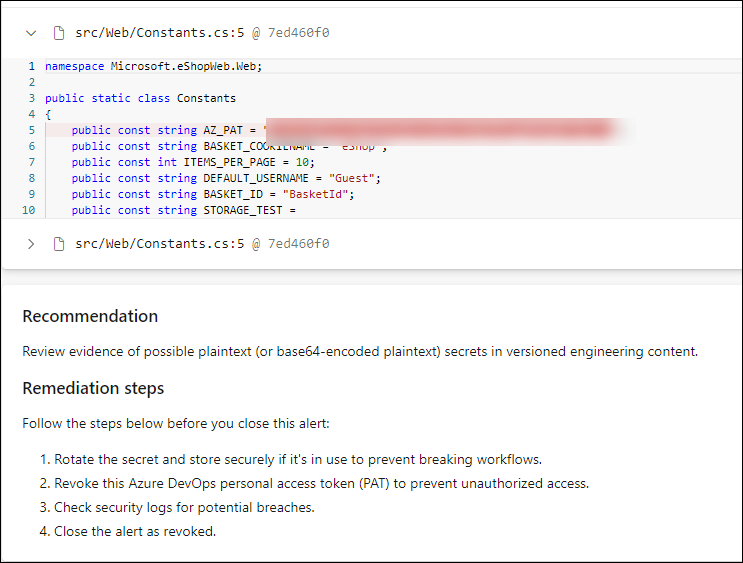 src/Web/Constants.cs:5 @ 7ed460f0
1 namespace Microsoft.eShopWeb.Web;
2
3 public static class Constants
4 {
5 public const string AZ_PAT = "
6 public const string BASKET_COOKIENAME = "eShop";
7 public const int ITEMS_PER_PAGE = 10;
8 public const string DEFAULT_USERNAME = "Guest";
9 public const string BASKET_ID = "BasketId";
10 public const string STORAGE_TEST =
src/Web/Constants.cs:5 @ 7ed460f0
Recommendation
Review evidence of possible plaintext (or base64-encoded plaintext) secrets in versioned engineering content.
Remediation steps
Follow the steps below before you close this alert:
1. Rotate the secret and store securely if it's in use to prevent breaking workflows.
2. Revoke this Azure DevOps personal access token (PAT) to prevent unauthorized access.
3. Check security logs for potential breaches.
4. Close the alert as revoked.